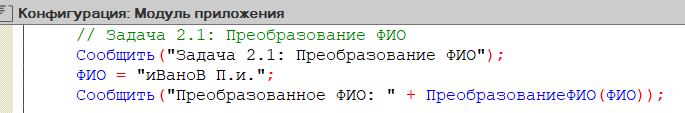 Конфигурация: Модуль приложения
// Задача 2.1: Преобразование ФИО
Сообщить("Задача 2.1: Преобразование ФИО");
ФИО = "иВаноВ П.и.";
Сообщить("Преобразованное ФИО: " + ПреобразованиеФИО(ФИО));